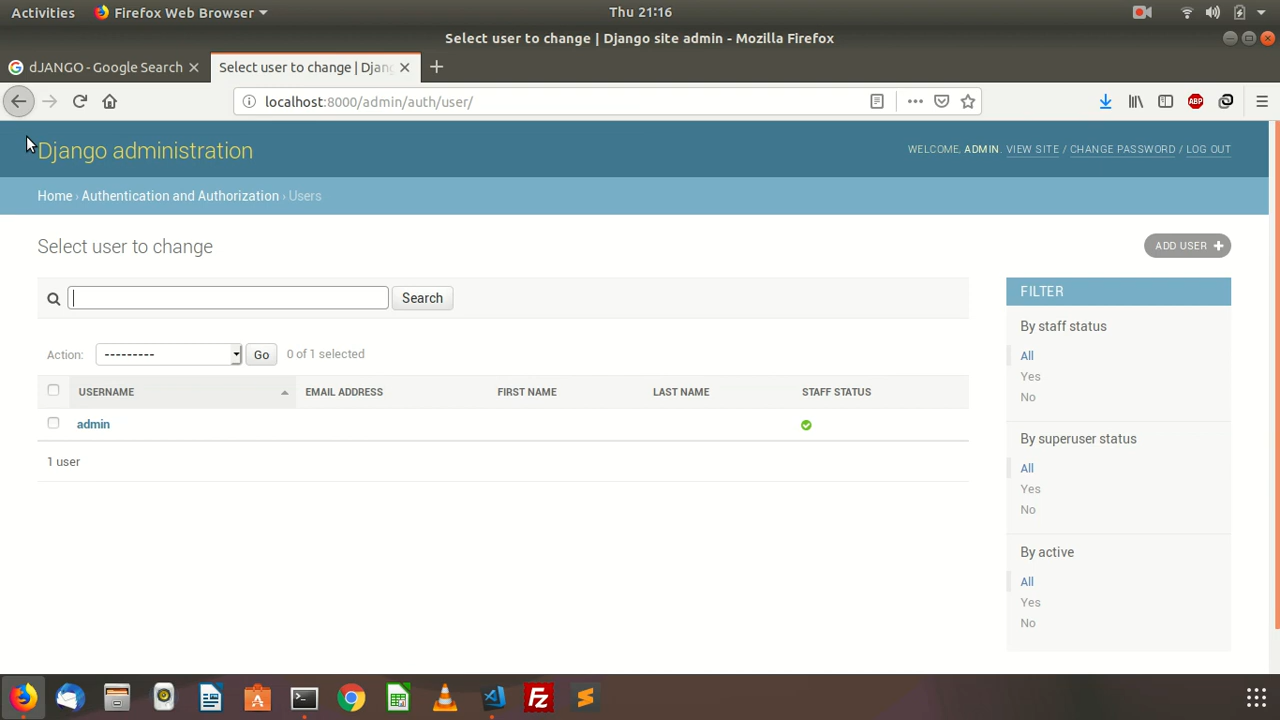 Activities Firefox Web Browser Thu 21:16
Select user to change | Django site admin - Mozilla Firefox
dJANGO - Google Search Select user to change | Djan
localhost:8000/admin/auth/user/ ABP
Django administration WELCOME, ADMIN. VIEW SITE / CHANGE PASSWORD / LOG OUT
Home › Authentication and Authorization › Users
Select user to change ADD USER +
Search
FILTER
By staff status
All
Yes
No
By superuser status
All
Yes
No
By active
All
Yes
No
Action: --------- Go 0 of 1 selected
USERNAME EMAIL ADDRESS FIRST NAME LAST NAME STAFF STATUS
admin
1 user
Fz